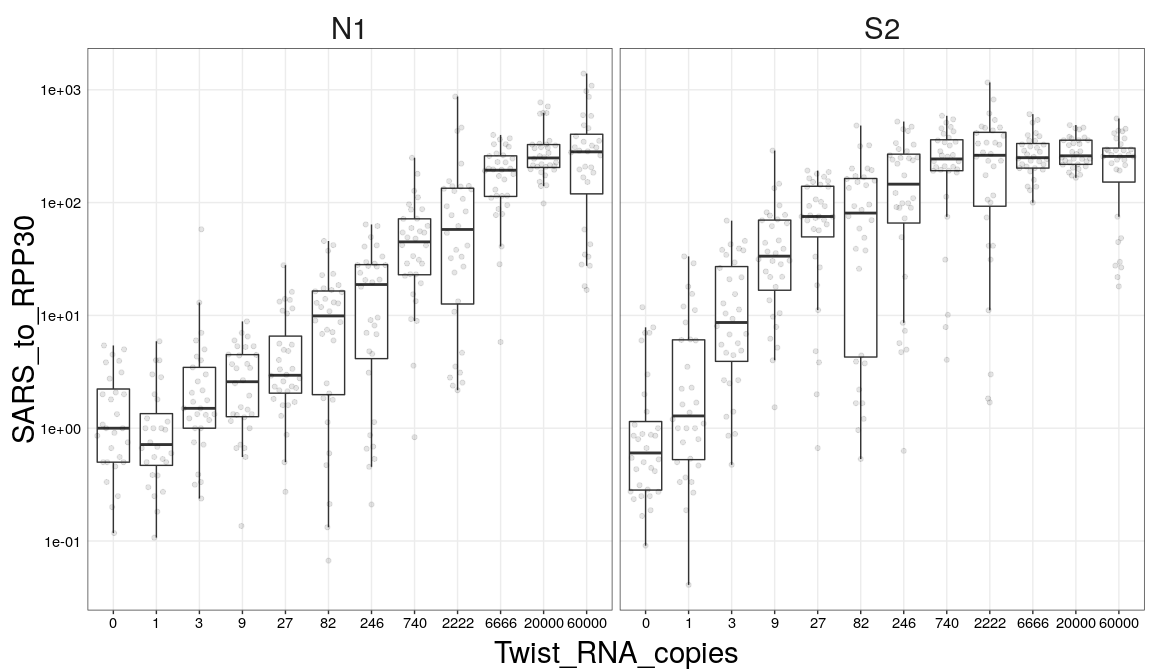 N1 S2
SARS_to_RPP30
1e+03
1e+02
1e+01
1e+00
1e-01
0 1 3 9 27 82 246 740 2222 6666 20000 60000 0 1 3 9 27 82 246 740 2222 6666 20000 60000
Twist_RNA_copies